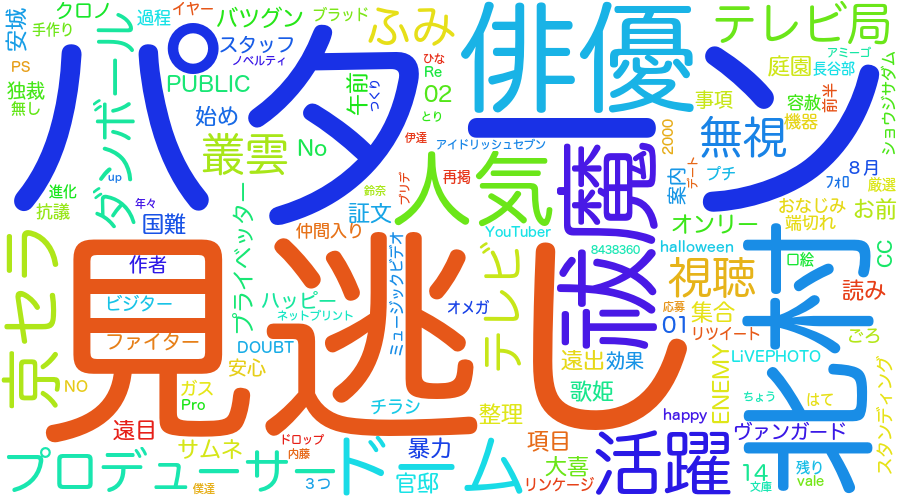 パターン
見逃し
俳優
テレビ局
ふみ
人気
祓魔
無視
北村
視聴
京セラ
プロデューサー
ドーム
活躍
叢雲
ダンボール
テレビ
バツグン
クロノ
イヤー
過程
ブラッド
手作り
安城
スタッフ
ノベルティ
PS
PUBLIC
独裁
無し
始め
午前
つくり
ひな
Re
02
とり
No
伊達
アイドリッシュセブン
2000
事項
庭園
アミーゴ
長谷部
容赦
前半
機器
ショウジサダム
up
進化
年々
抗議
国難
プライベッター
証文
鈴奈
ブリデ
再掲
案内
デート
プチ
フォロ
8月
厳選
オンリー
おなじみ
お前
端切れ
仲間入り
YouTuber
8438360
halloween
口絵
CC
作者
ビジター
ハッピー
ネットプリント
ミュージックビデオ
オメガ
応募
集合
読み
ファイター
DOUBT
遠出
効果
01
リツイート
LiVEPHOTO
ごろ
NO
ガス
安心
Pro
チラシ
整理
歌姫
ENEMY
ちょう
はて
スタンディング
遠目
サムネ
ドロップ
内藤
暴力
項目
happy
ヴァンガード
僕達
3つ
官邸
大喜
リンケージ
14
文庫
残り
vale